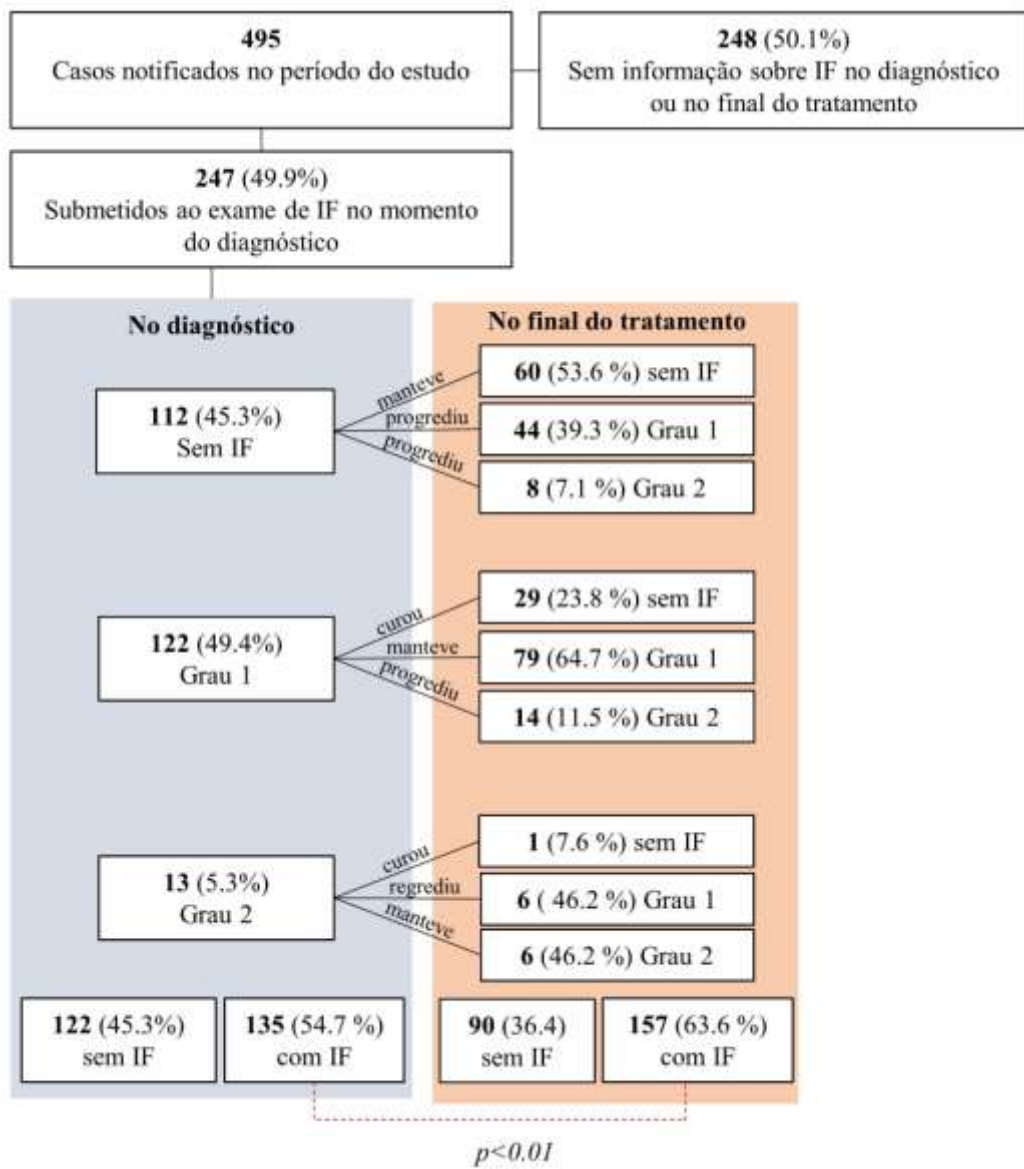 495
Casos notificados no período do estudo
248 (50.1%)
Sem informação sobre IF no diagnóstico
ou no final do tratamento
247 (49.9%)
Submetidos ao exame de IF no momento
do diagnóstico
No diagnóstico
No final do tratamento
112 (45.3%)
Sem IF
manteve
60 (53.6 %) sem IF
progrediu
44 (39.3 %) Grau 1
progrediu
8 (7.1 %) Grau 2
122 (49.4%)
Grau 1
curou
29 (23.8 %) sem IF
manteve
79 (64.7 %) Grau 1
progrediu
14 (11.5 %) Grau 2
13 (5.3%)
Grau 2
curou
1 (7.6 %) sem IF
regrediu
6 ( 46.2 %) Grau 1
manteve
6 (46.2 %) Grau 2
122 (45.3%)
sem IF
135 (54.7 %)
com IF
90 (36.4)
sem IF
157 (63.6 %)
com IF
p<0.01